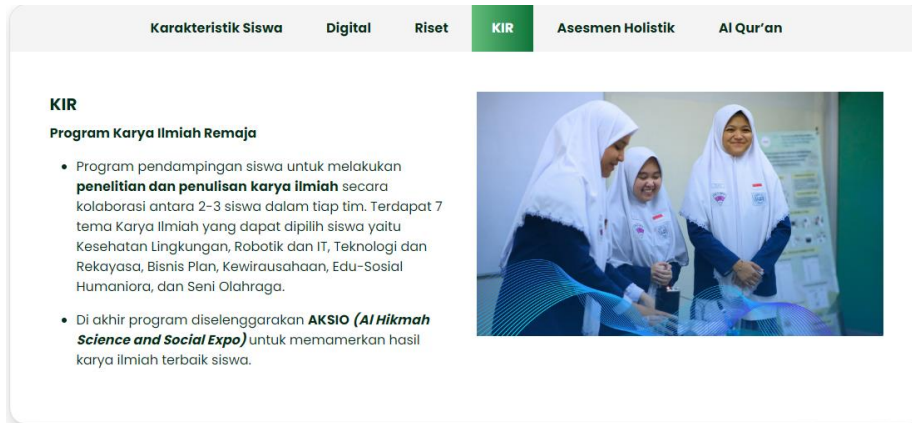 Karakteristik Siswa Digital Riset KIR Asesmen Holistik Al Qur’an
KIR
Program Karya Ilmiah Remaja
• Program pendampingan siswa untuk melakukan
penelitian dan penulisan karya ilmiah secara
kolaborasi antara 2-3 siswa dalam tiap tim. Terdapat 7
tema Karya Ilmiah yang dapat dipilih siswa yaitu
Kesehatan Lingkungan, Robotik dan IT, Teknologi dan
Rekayasa, Bisnis Plan, Kewirausahaan, Edu-Sosial
Humaniora, dan Seni Olahraga.
• Di akhir program diselenggarakan AKSIO (Al Hikmah
Science and Social Expo) untuk memamerkan hasil
karya ilmiah terbaik siswa.